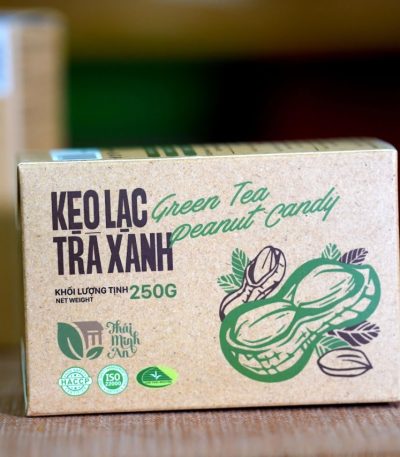 KẸO LẠC
TRÀ XANH
Green Tea
Peanut Candy
KHỐI LƯỢNG TỊNH
NET WEIGHT
250G
Thái
Minh
An
HACCP
ISO
22000